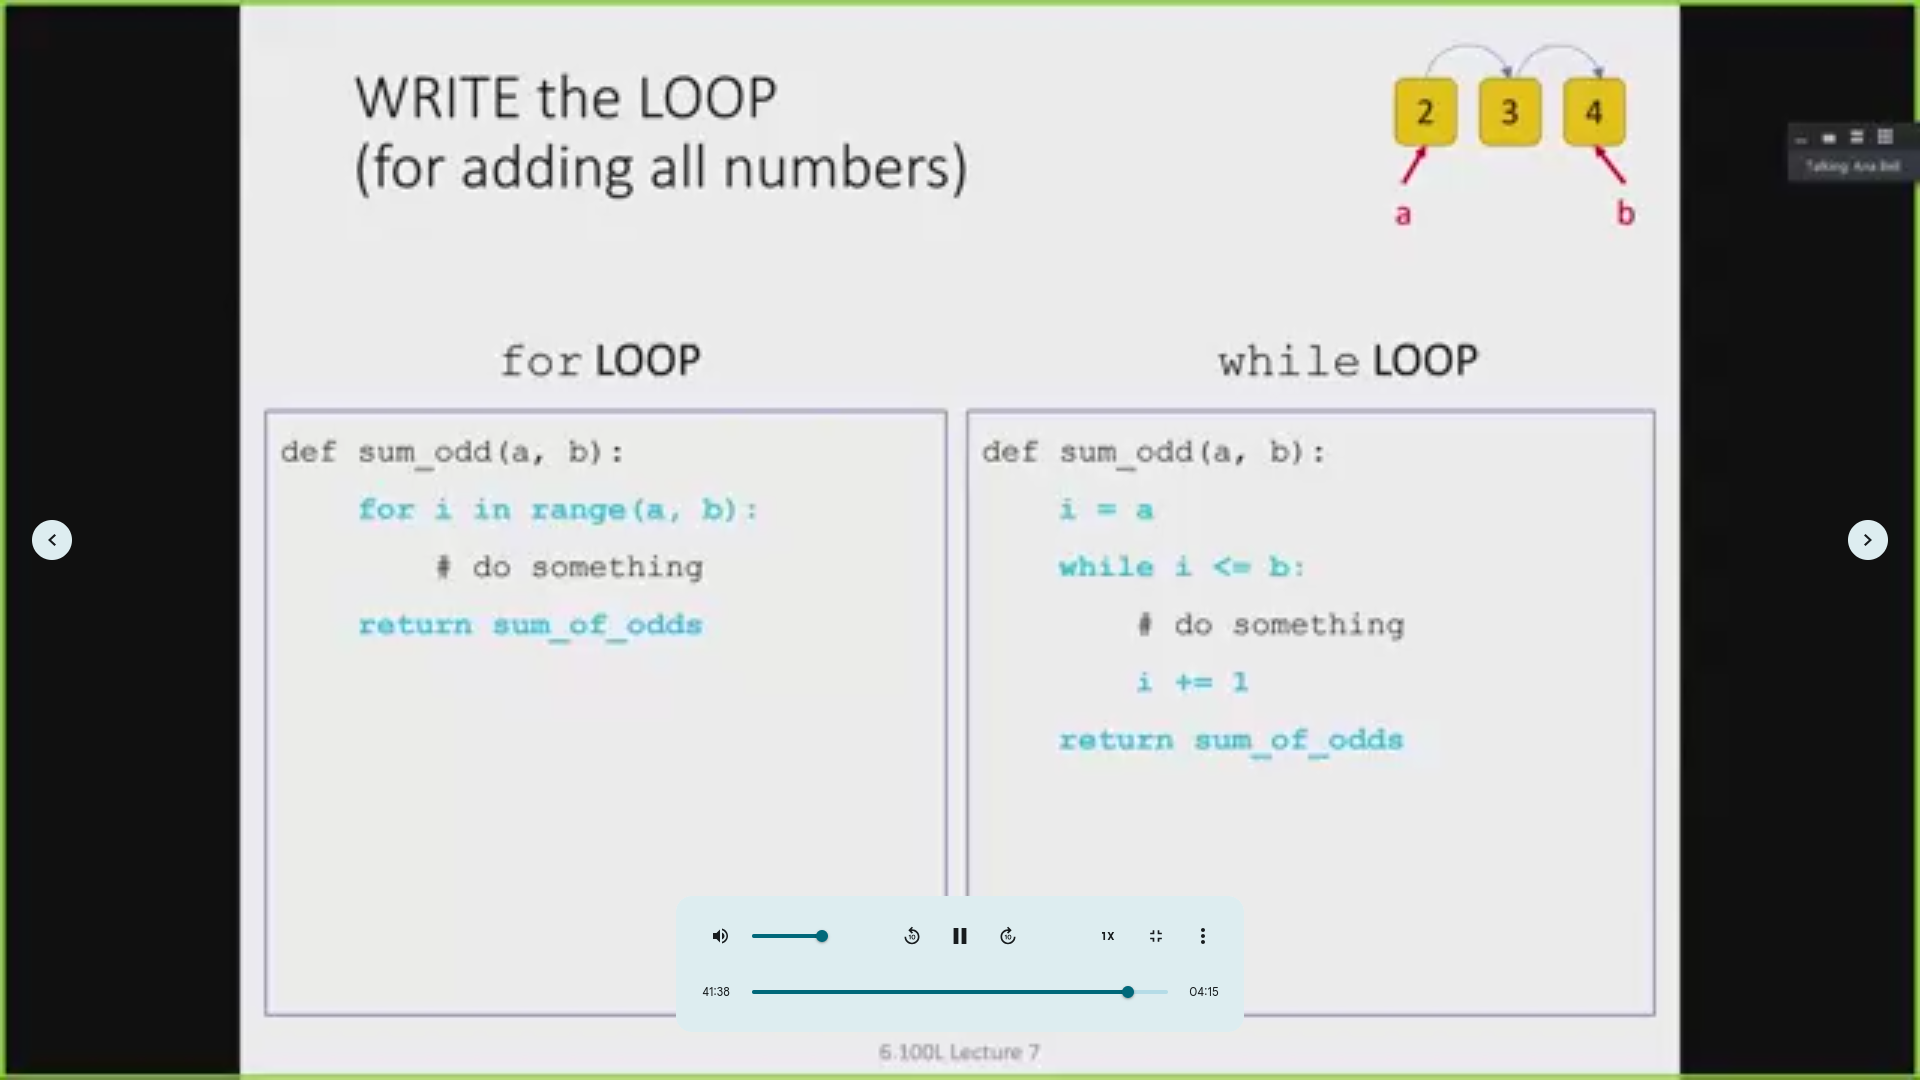 WRITE the LOOP
(for adding all numbers)
2 3 4
a b
Talking: Ana Bell
for LOOP
def sum_odd(a, b):
    for i in range(a, b):
        # do something
    return sum_of_odds
while LOOP
def sum_odd(a, b):
    i = a
    while i <= b:
        # do something
        i += 1
    return sum_of_odds
10
10
1X
41:38
04:15
6.100L Lecture 7